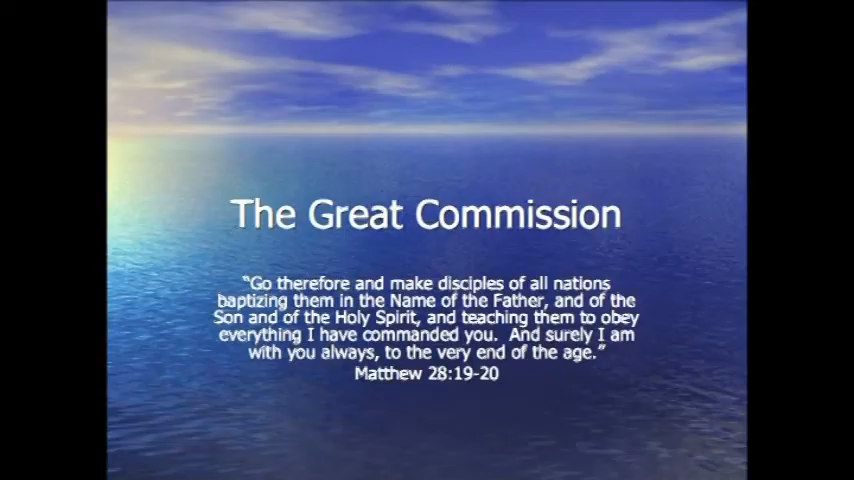 The Great Commission
“Go therefore and make disciples of all nations
baptizing them in the Name of the Father, and of the
Son and of the Holy Spirit, and teaching them to obey
everything I have commanded you.  And surely I am
with you always, to the very end of the age.”
Matthew 28:19-20